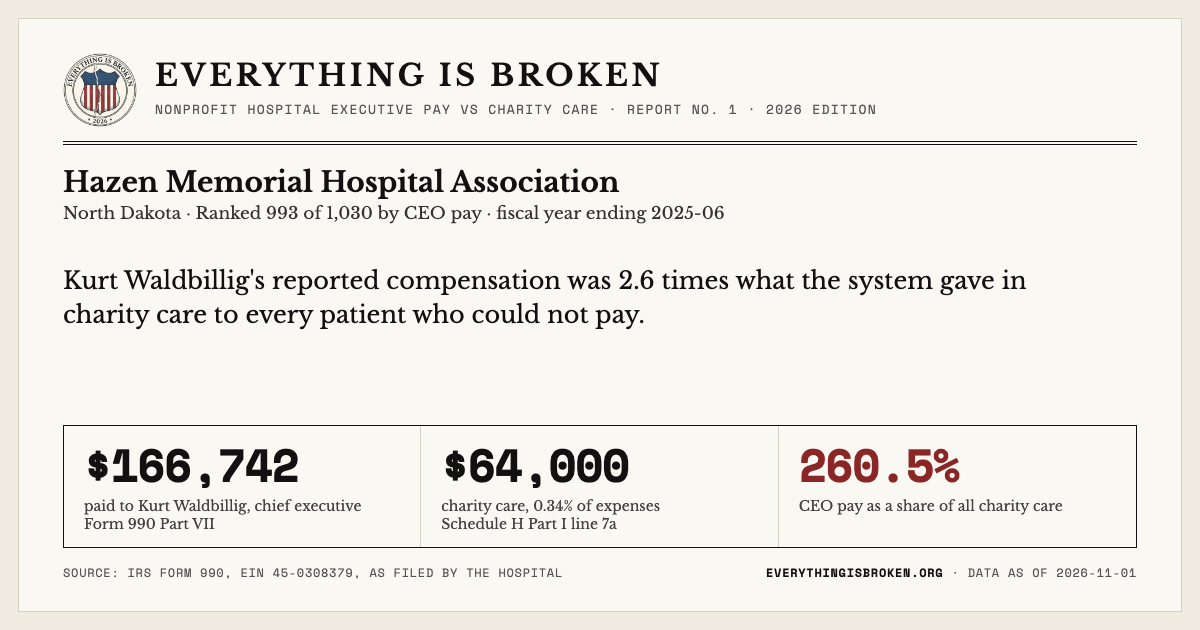 EVERYTHING IS BROKEN
· 2026 ·
EVERYTHING IS BROKEN
NONPROFIT HOSPITAL EXECUTIVE PAY VS CHARITY CARE · REPORT NO. 1 · 2026 EDITION
Hazen Memorial Hospital Association
North Dakota · Ranked 993 of 1,030 by CEO pay · fiscal year ending 2025-06
Kurt Waldbillig's reported compensation was 2.6 times what the system gave in
charity care to every patient who could not pay.
$166,742
paid to Kurt Waldbillig, chief executive
Form 990 Part VII
$64,000
charity care, 0.34% of expenses
Schedule H Part I line 7a
260.5%
CEO pay as a share of all charity care
SOURCE: IRS FORM 990, EIN 45-0308379, AS FILED BY THE HOSPITAL
EVERYTHINGISBROKEN.ORG · DATA AS OF 2026-11-01